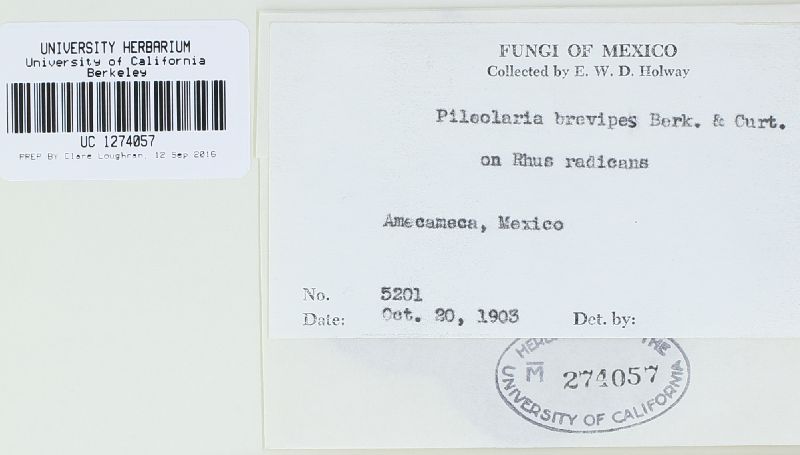 UNIVERSITY HERBARIUM
University of California
Berkeley
UC 1274057
PREP BY Clare Loughran, 12 Sep 2016
FUNGI OF MEXICO
Collected by E. W. D. Holway
Pileolaria brevipes Berk. & Curt.
on Rhus radicans
Amecameca, Mexico
No. 5201
Date: Oct. 20, 1903 Det. by:
THE
M
274057
UNIVERSITY OF CALIFORNIA